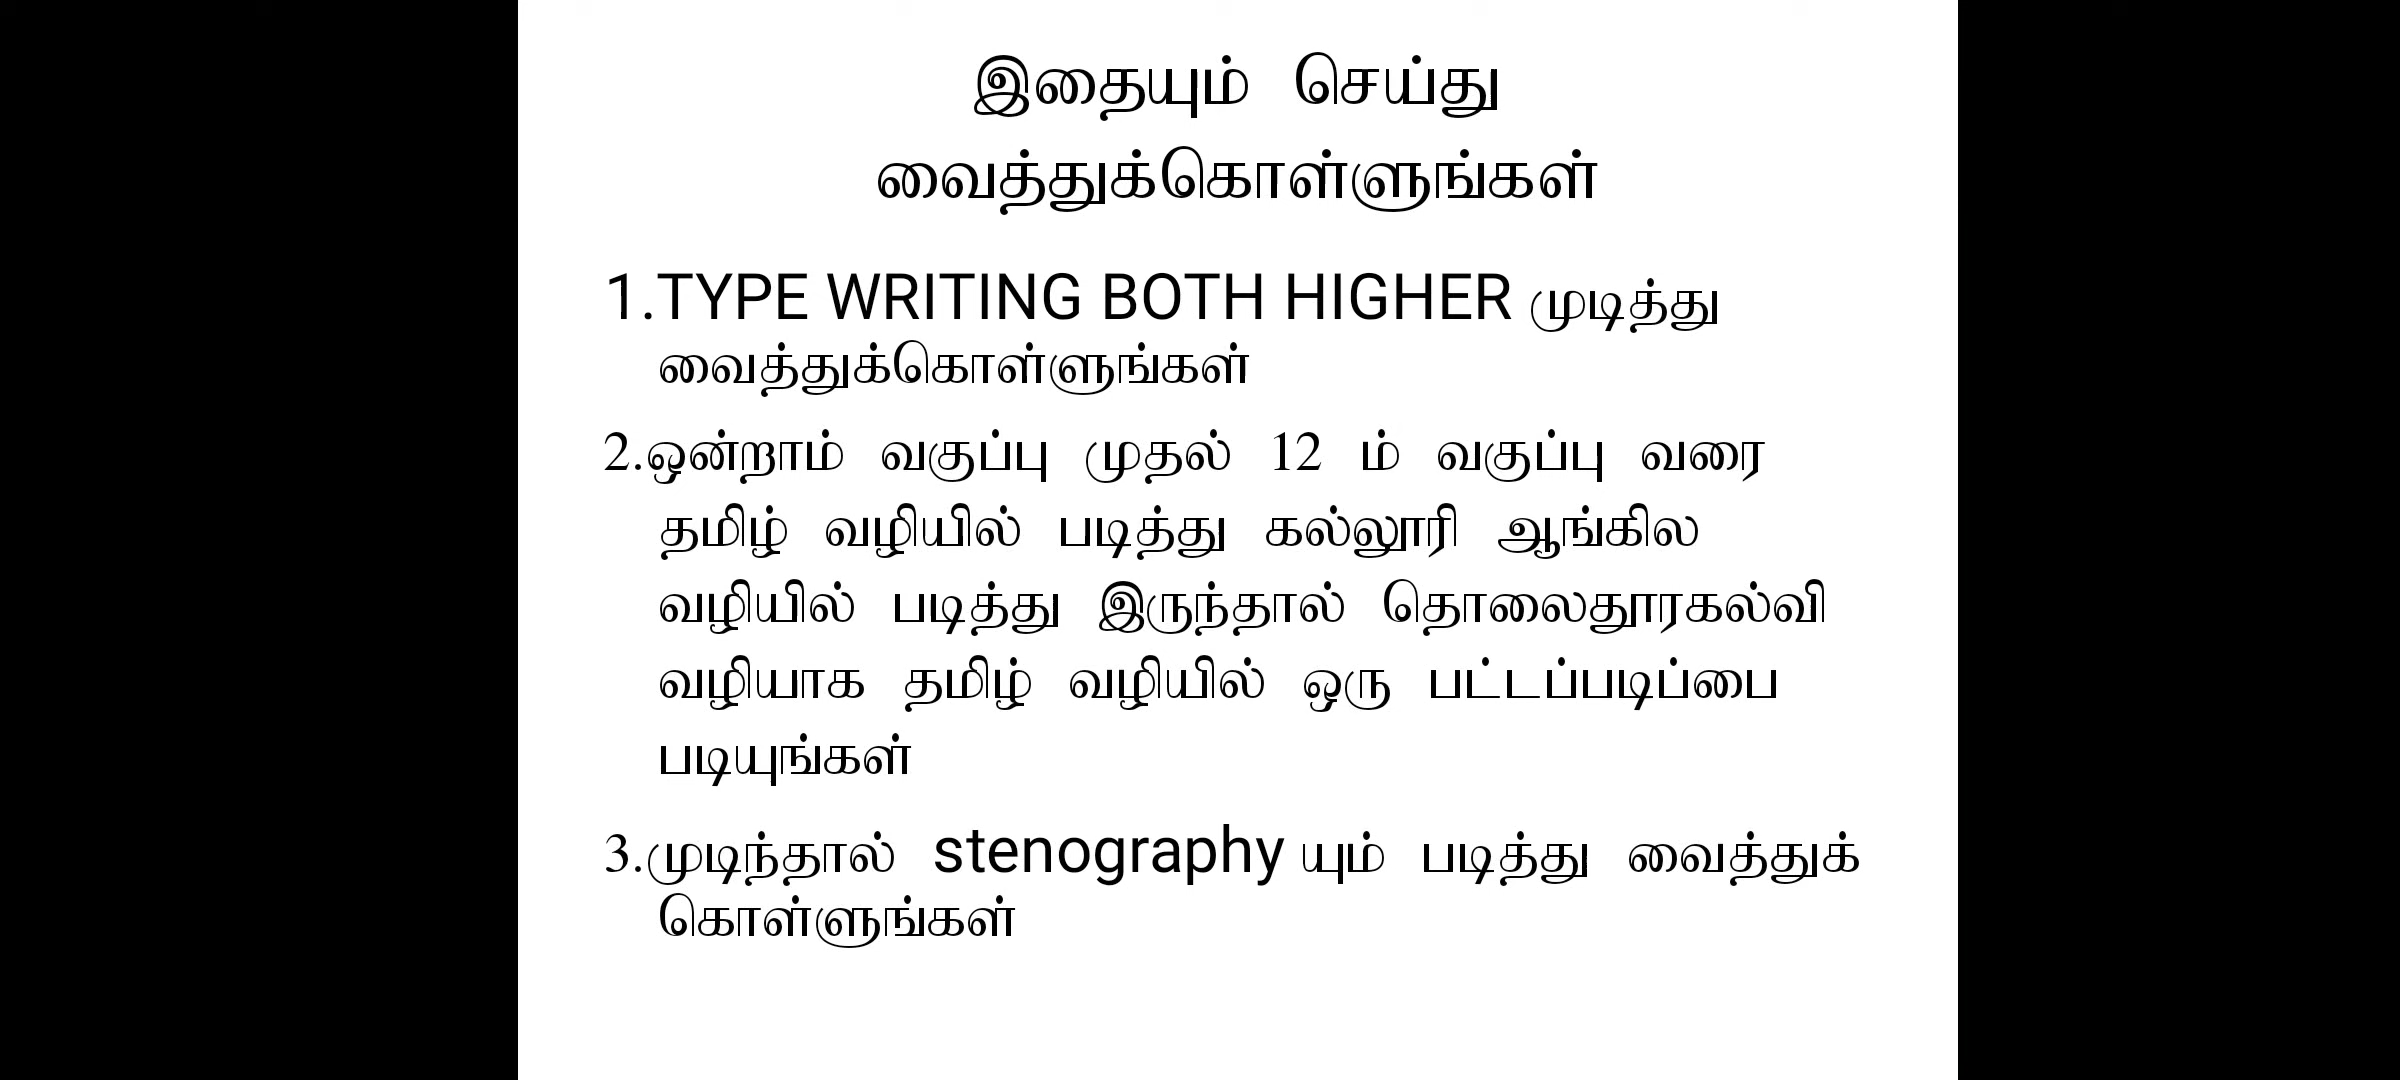 இதையும் செய்து
வைத்துக்கொள்ளுங்கள்
1.TYPE WRITING BOTH HIGHER முடித்து
வைத்துக்கொள்ளுங்கள்
2.ஒன்றாம் வகுப்பு முதல் 12 ம் வகுப்பு வரை
தமிழ் வழியில் படித்து கல்லூரி ஆங்கில
வழியில் படித்து இருந்தால் தொலைதூரகல்வி
வழியாக தமிழ் வழியில் ஒரு பட்டப்படிப்பை
படியுங்கள்
3.முடிந்தால் stenography யும் படித்து வைத்துக்
கொள்ளுங்கள்